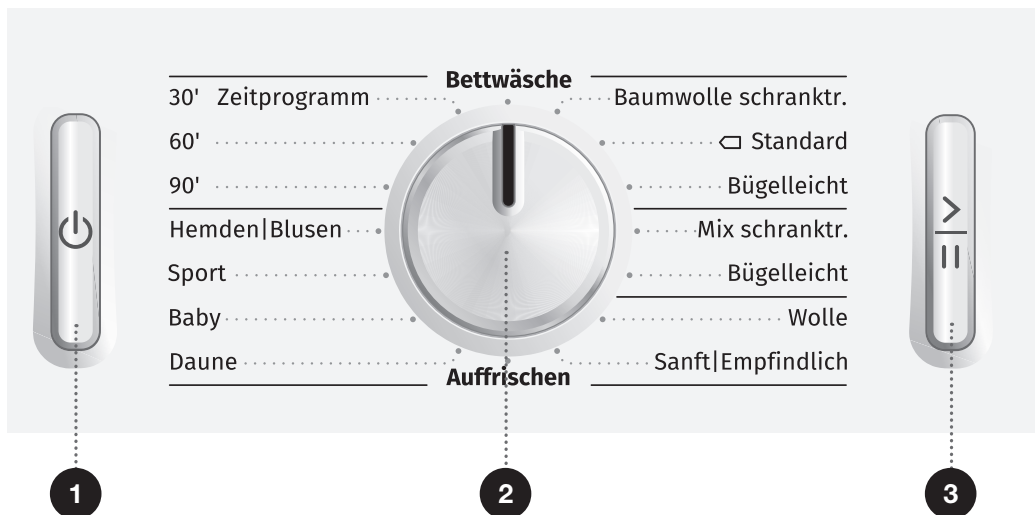 Bettwäsche
30' Zeitprogramm
60'
90'
Hemden|Blusen
Sport
Baby
Daune
Baumwolle schranktr.
Standard
Bügelleicht
Mix schranktr.
Bügelleicht
Wolle
Sanft|Empfindlich
Auffrischen
1
2
3